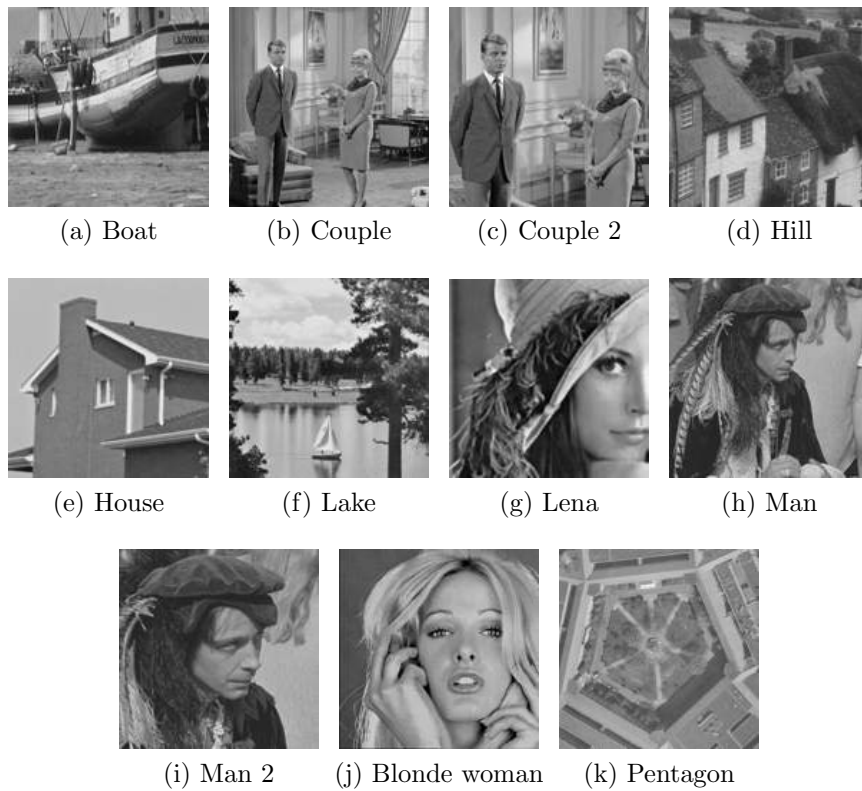 (a) Boat
(b) Couple
(c) Couple 2
(d) Hill
(e) House
(f) Lake
(g) Lena
(h) Man
(i) Man 2
(j) Blonde woman
(k) Pentagon